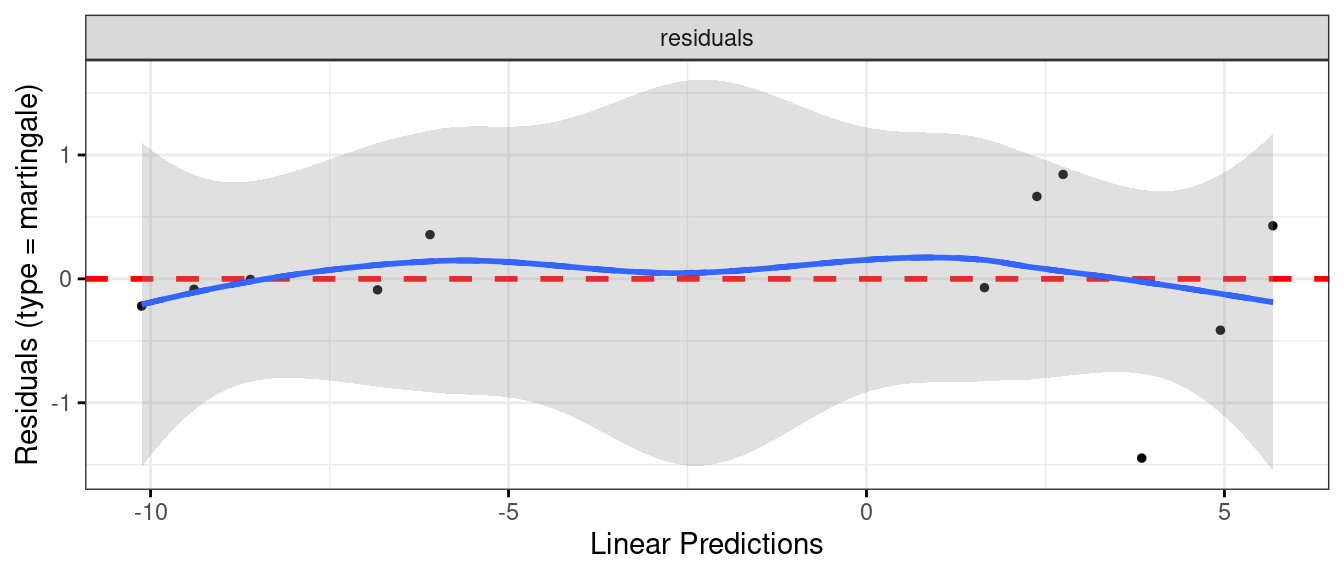 residuals
Residuals (type = martingale)
1
0
-1
-10
-5
0
5
Linear Predictions